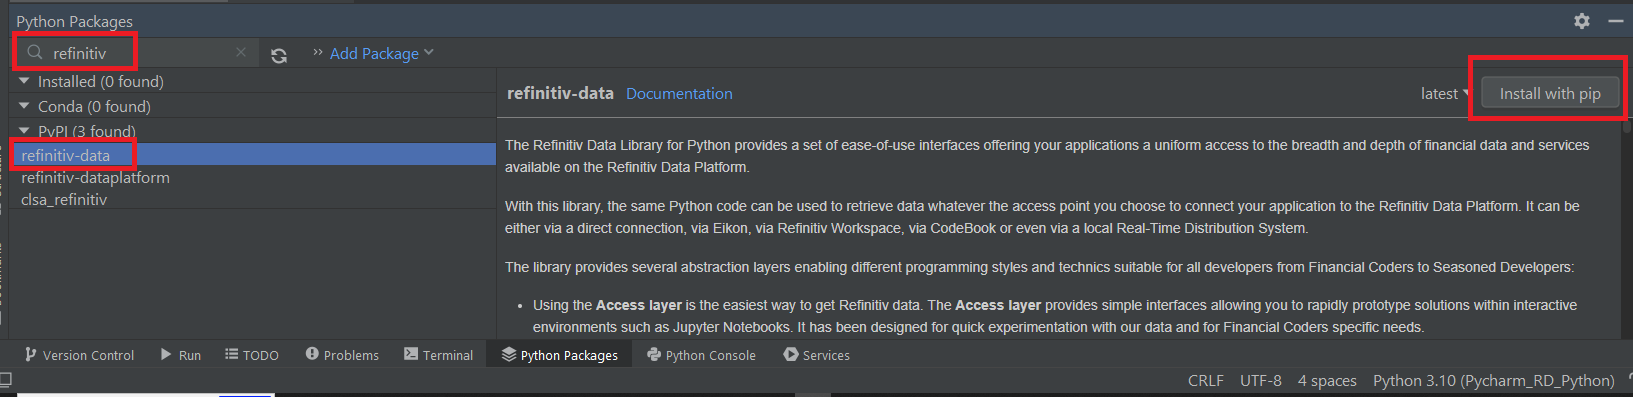 Python Packages
refinitiv
Add Package
Installed (0 found)
Conda (0 found)
PyPI (3 found)
refinitiv-data
refinitiv-dataplatform
clsa_refinitiv
refinitiv-data Documentation
latest Install with pip
The Refinitiv Data Library for Python provides a set of ease-of-use interfaces offering your applications a uniform access to the breadth and depth of financial data and services
available on the Refinitiv Data Platform.
With this library, the same Python code can be used to retrieve data whatever the access point you choose to connect your application to the Refinitiv Data Platform. It can be
either via a direct connection, via Eikon, via Refinitiv Workspace, via CodeBook or even via a local Real-Time Distribution System.
The library provides several abstraction layers enabling different programming styles and technics suitable for all developers from Financial Coders to Seasoned Developers:
• Using the Access layer is the easiest way to get Refinitiv data. The Access layer provides simple interfaces allowing you to rapidly prototype solutions within interactive
environments such as Jupyter Notebooks. It has been designed for quick experimentation with our data and for Financial Coders specific needs.
Version Control Run TODO Problems Terminal Python Packages Python Console Services
CRLF UTF-8 4 spaces Python 3.10 (Pycharm_RD_Python)